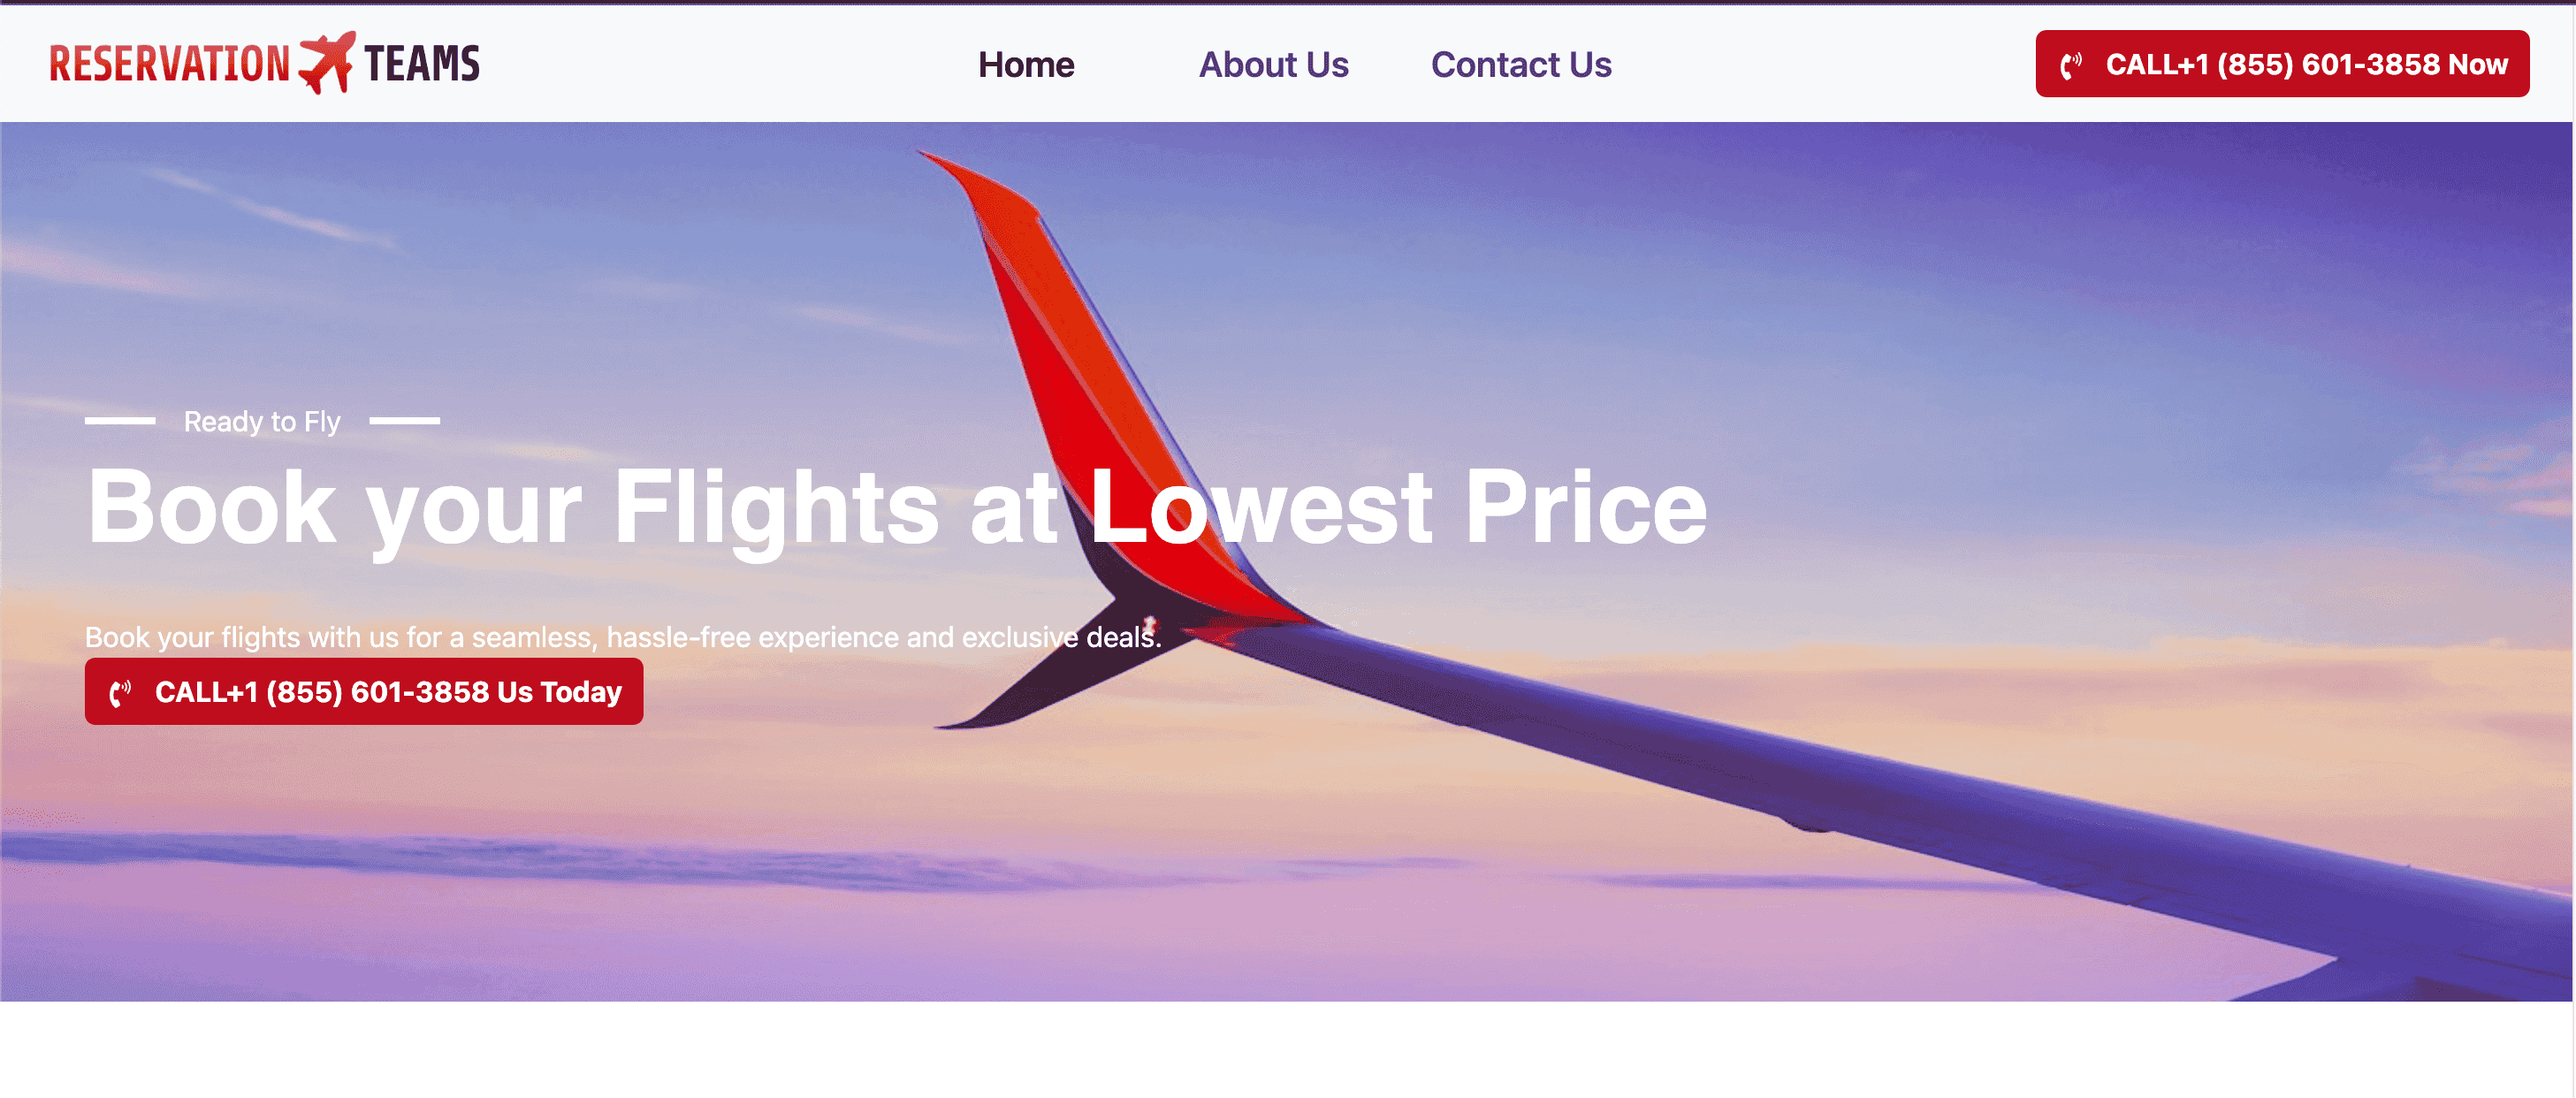 RESERVATION TEAMS
Home
About Us
Contact Us
CALL+1 (855) 601-3858 Now
Ready to Fly
Book your Flights at Lowest Price
Book your flights with us for a seamless, hassle-free experience and exclusive deals.
CALL+1 (855) 601-3858 Us Today